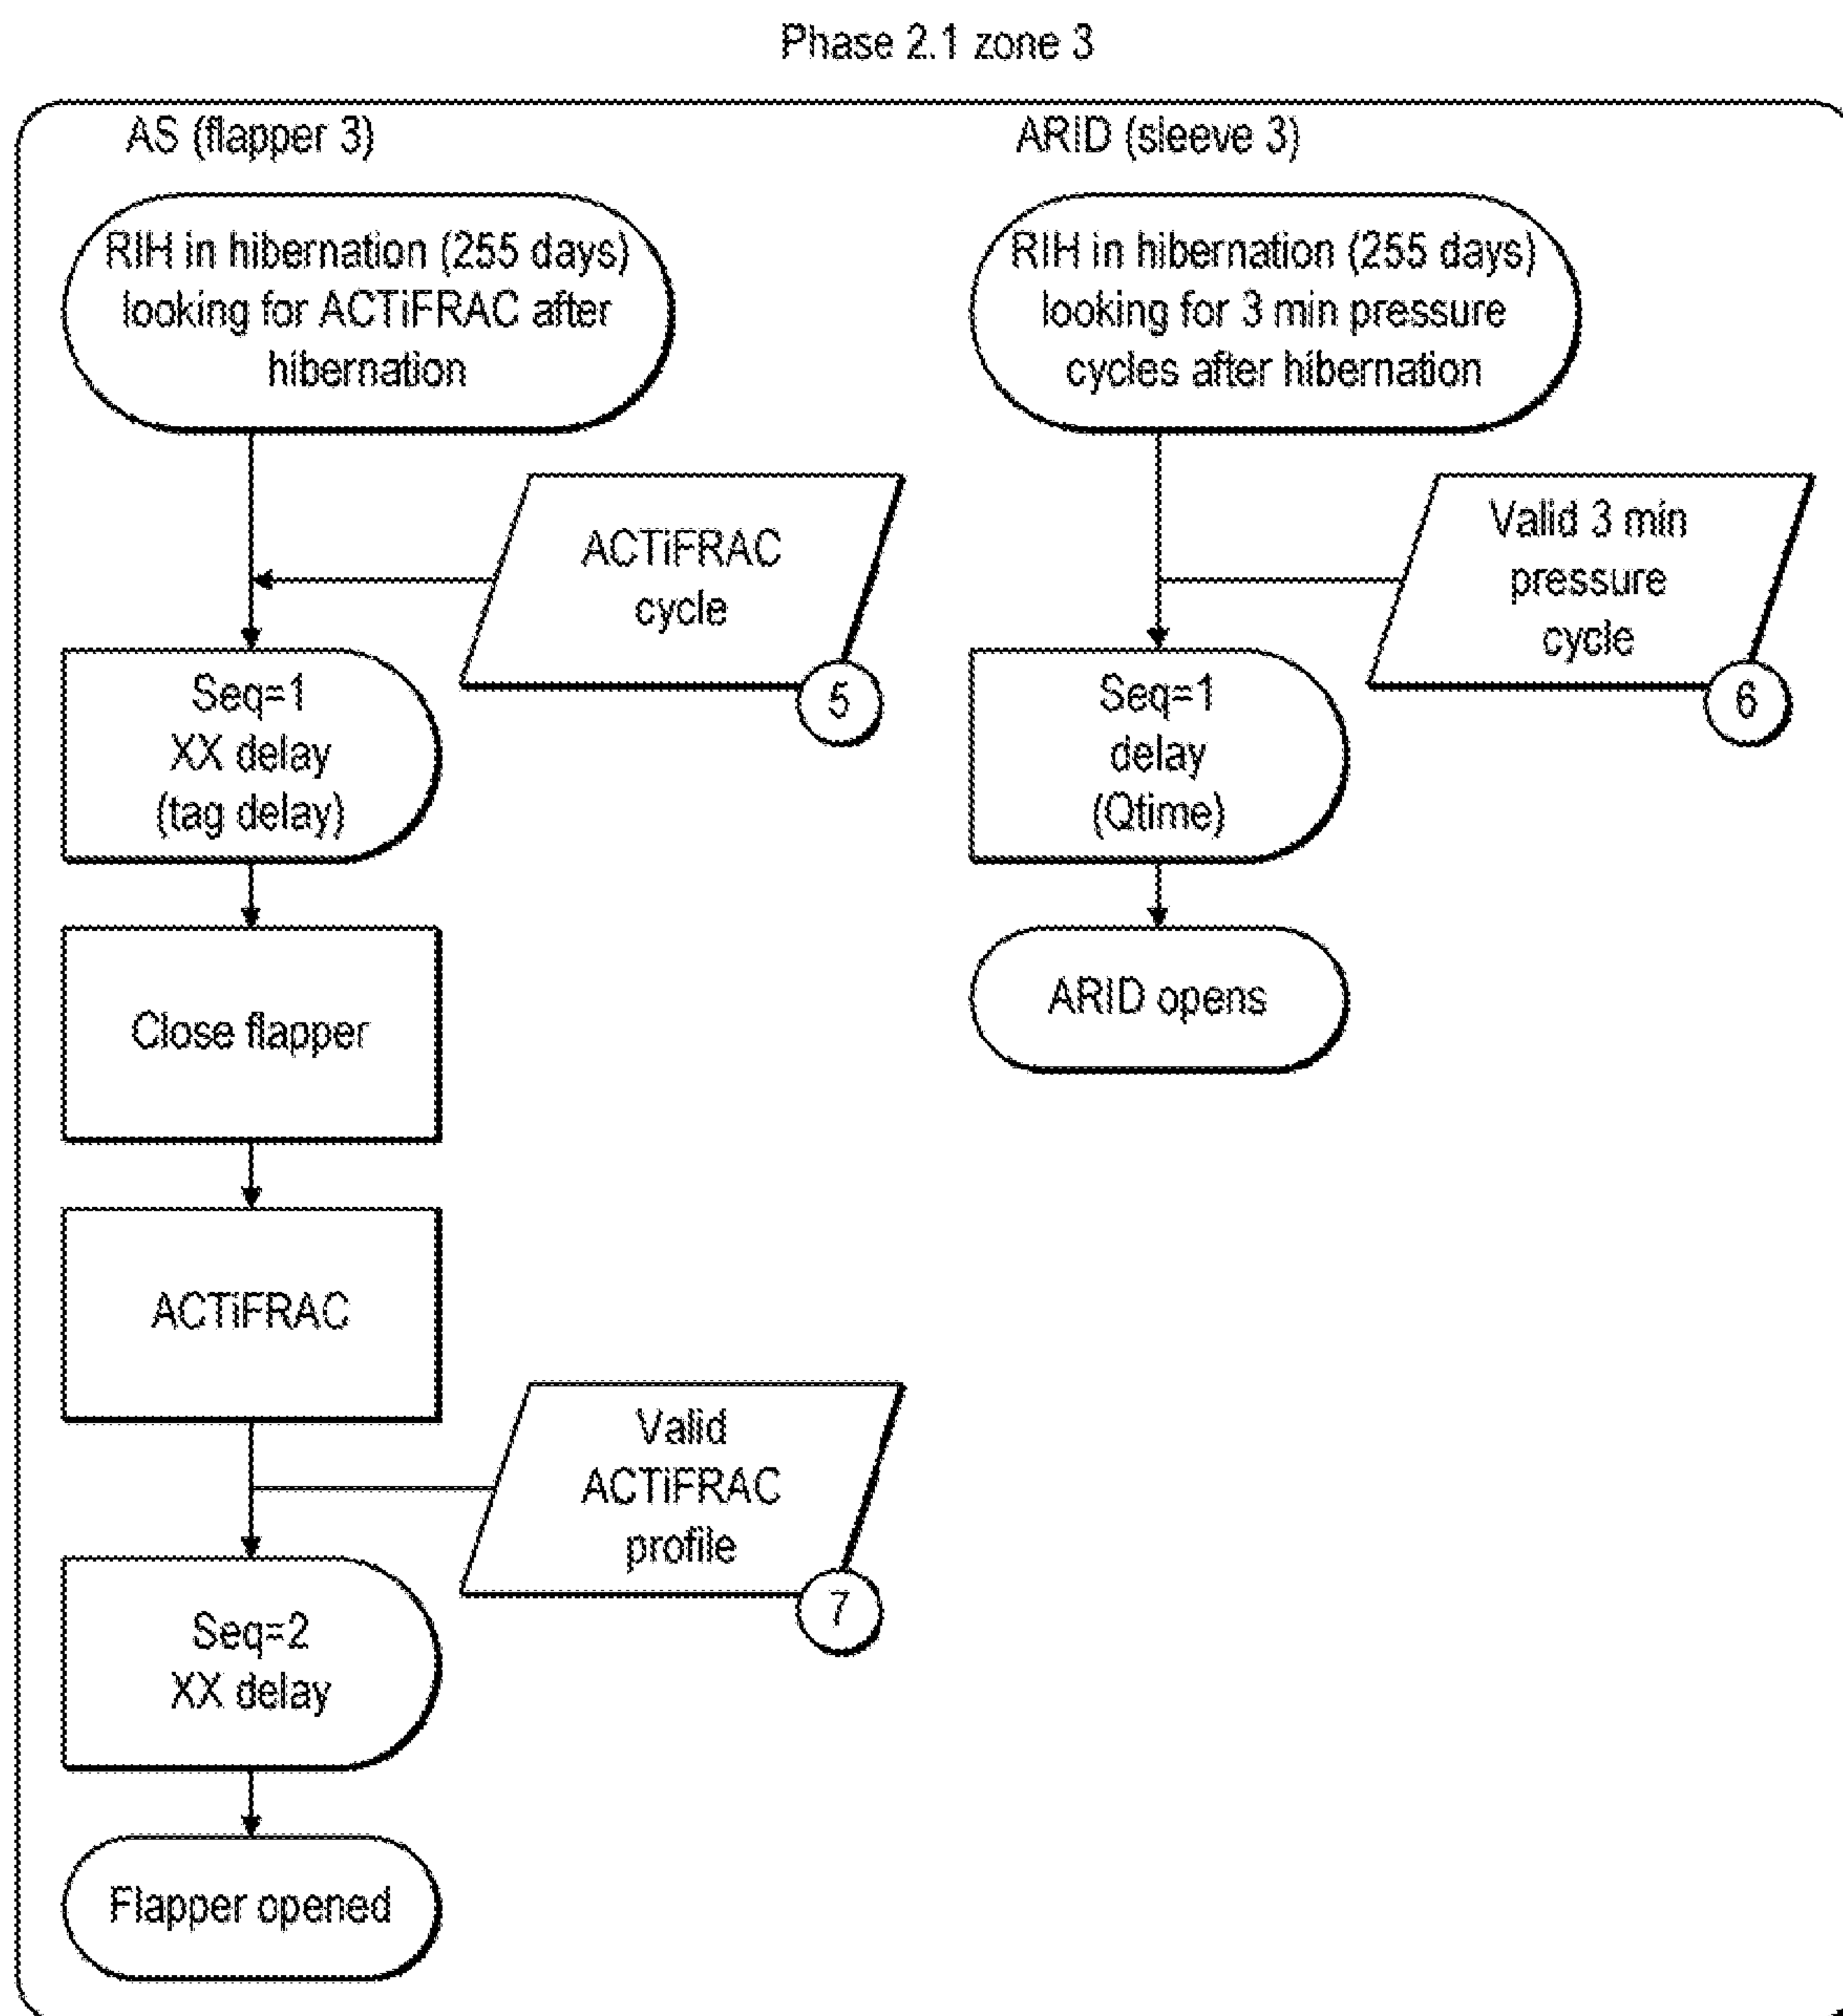 Phase 2.1 zone 3
AS (flapper 3)
RIH in hibernation (255 days)
looking for ACTiFRAC after
hibernation
ACTiFRAC
cycle
5
Seq=1
XX delay
(tag delay)
Close flapper
ACTiFRAC
Valid
ACTiFRAC
profile
7
Seq=2
XX delay
Flapper opened
ARID (sleeve 3)
RIH in hibernation (255 days)
looking for 3 min pressure
cycles after hibernation
Valid 3 min
pressure
cycle
6
Seq=1
delay
(Qtime)
ARID opens